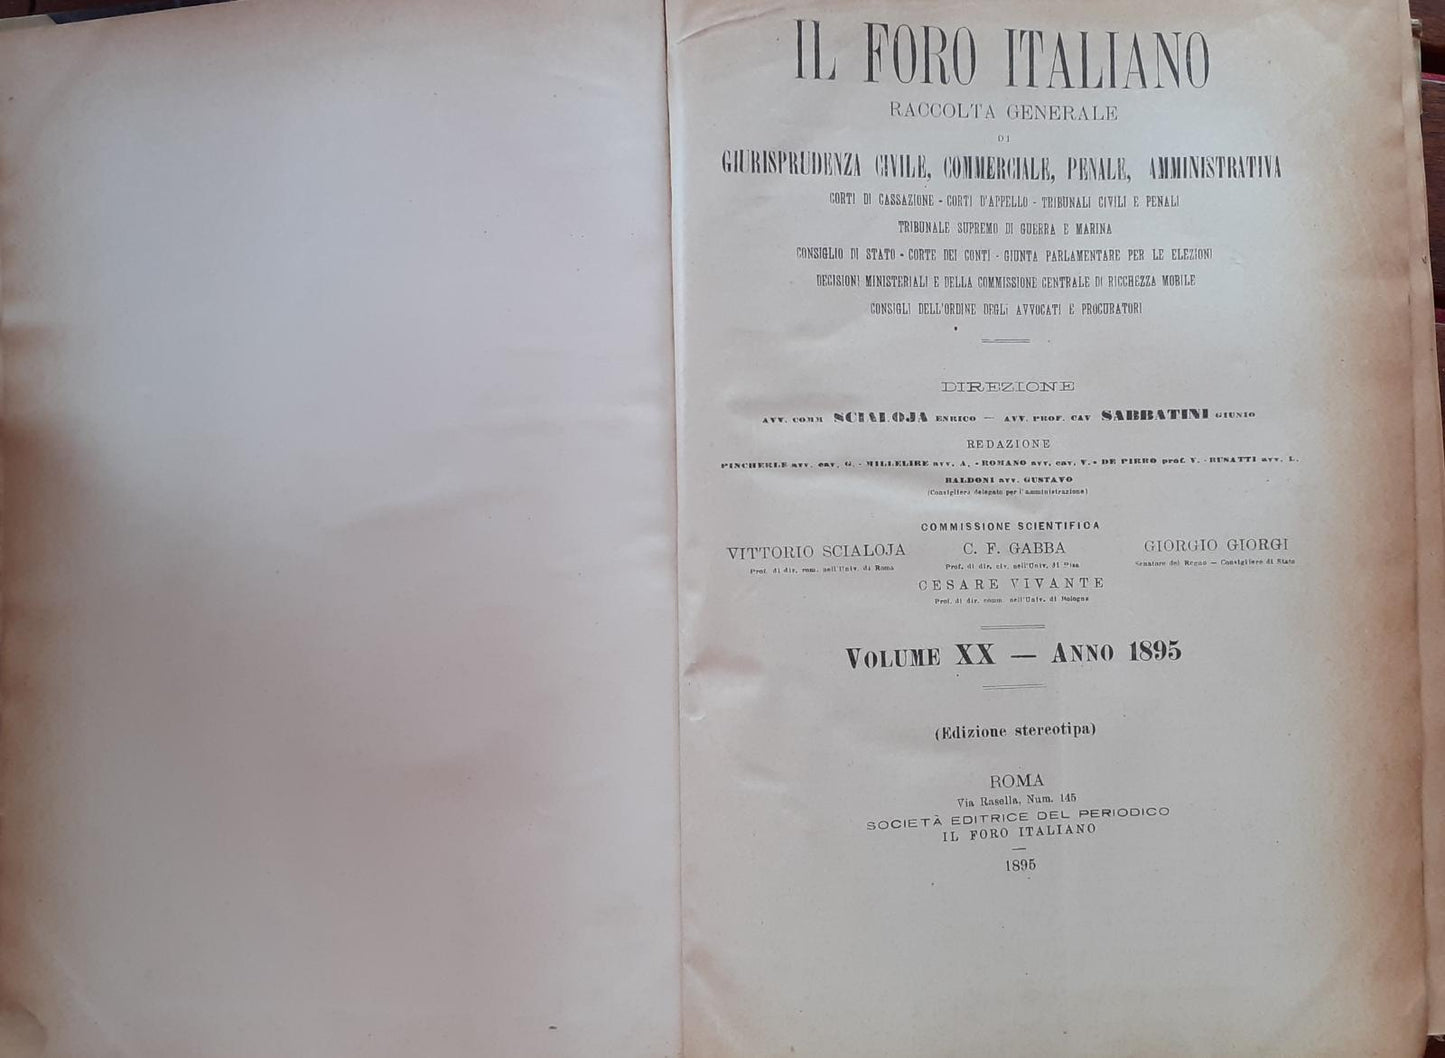 IL FORO ITALIANO
RACCOLTA GENERALE
DI
GIURISPRUDENZA CIVILE, COMMERCIALE, PENALE, AMMINISTRATIVA
CORTI DI CASSAZIONE - CORTI D'APPELLO - TRIBUNALI CIVILI E PENALI
TRIBUNALE SUPREMO DI GUERRA E MARINA
CONSIGLIO DI STATO - CORTE DEI CONTI - GIUNTA PARLAMENTARE PER LE ELEZIONI
DECISIONI MINISTERIALI E DELLA COMMISSIONE CENTRALE DI RICCHEZZA MOBILE
CONSIGLI DELL'ORDINE DEGLI AVVOCATI E PROCURATORI
DIREZIONE
AVV. COMM SCIALOJA ENRICO — AVV. PROF. CAV SABBATINI GIUNIO
REDAZIONE
PINCHERLE avv. cav. G. - MILLELIRE avv. A. - ROMANO avv. cav. V. - DE PIRRO prof. V. - BUSATTI avv. L.
BALDONI avv. GUSTAVO
(Consigliere delegato per l'amministrazione)
COMMISSIONE SCIENTIFICA
VITTORIO SCIALOJA C. F. GABBA GIORGIO GIORGI
Prof. di dir. rom. nell'Univ. di Roma Prof. di dir. civ. nell'Univ. di Pisa Senatore del Regno — Consigliere di Stato
CESARE VIVANTE
Prof. di dir. comm. nell'Univ. di Bologna
VOLUME XX — ANNO 1895
(Edizione stereotipa)
ROMA
Via Rasella, Num. 145
SOCIETÀ EDITRICE DEL PERIODICO
IL FORO ITALIANO
1895